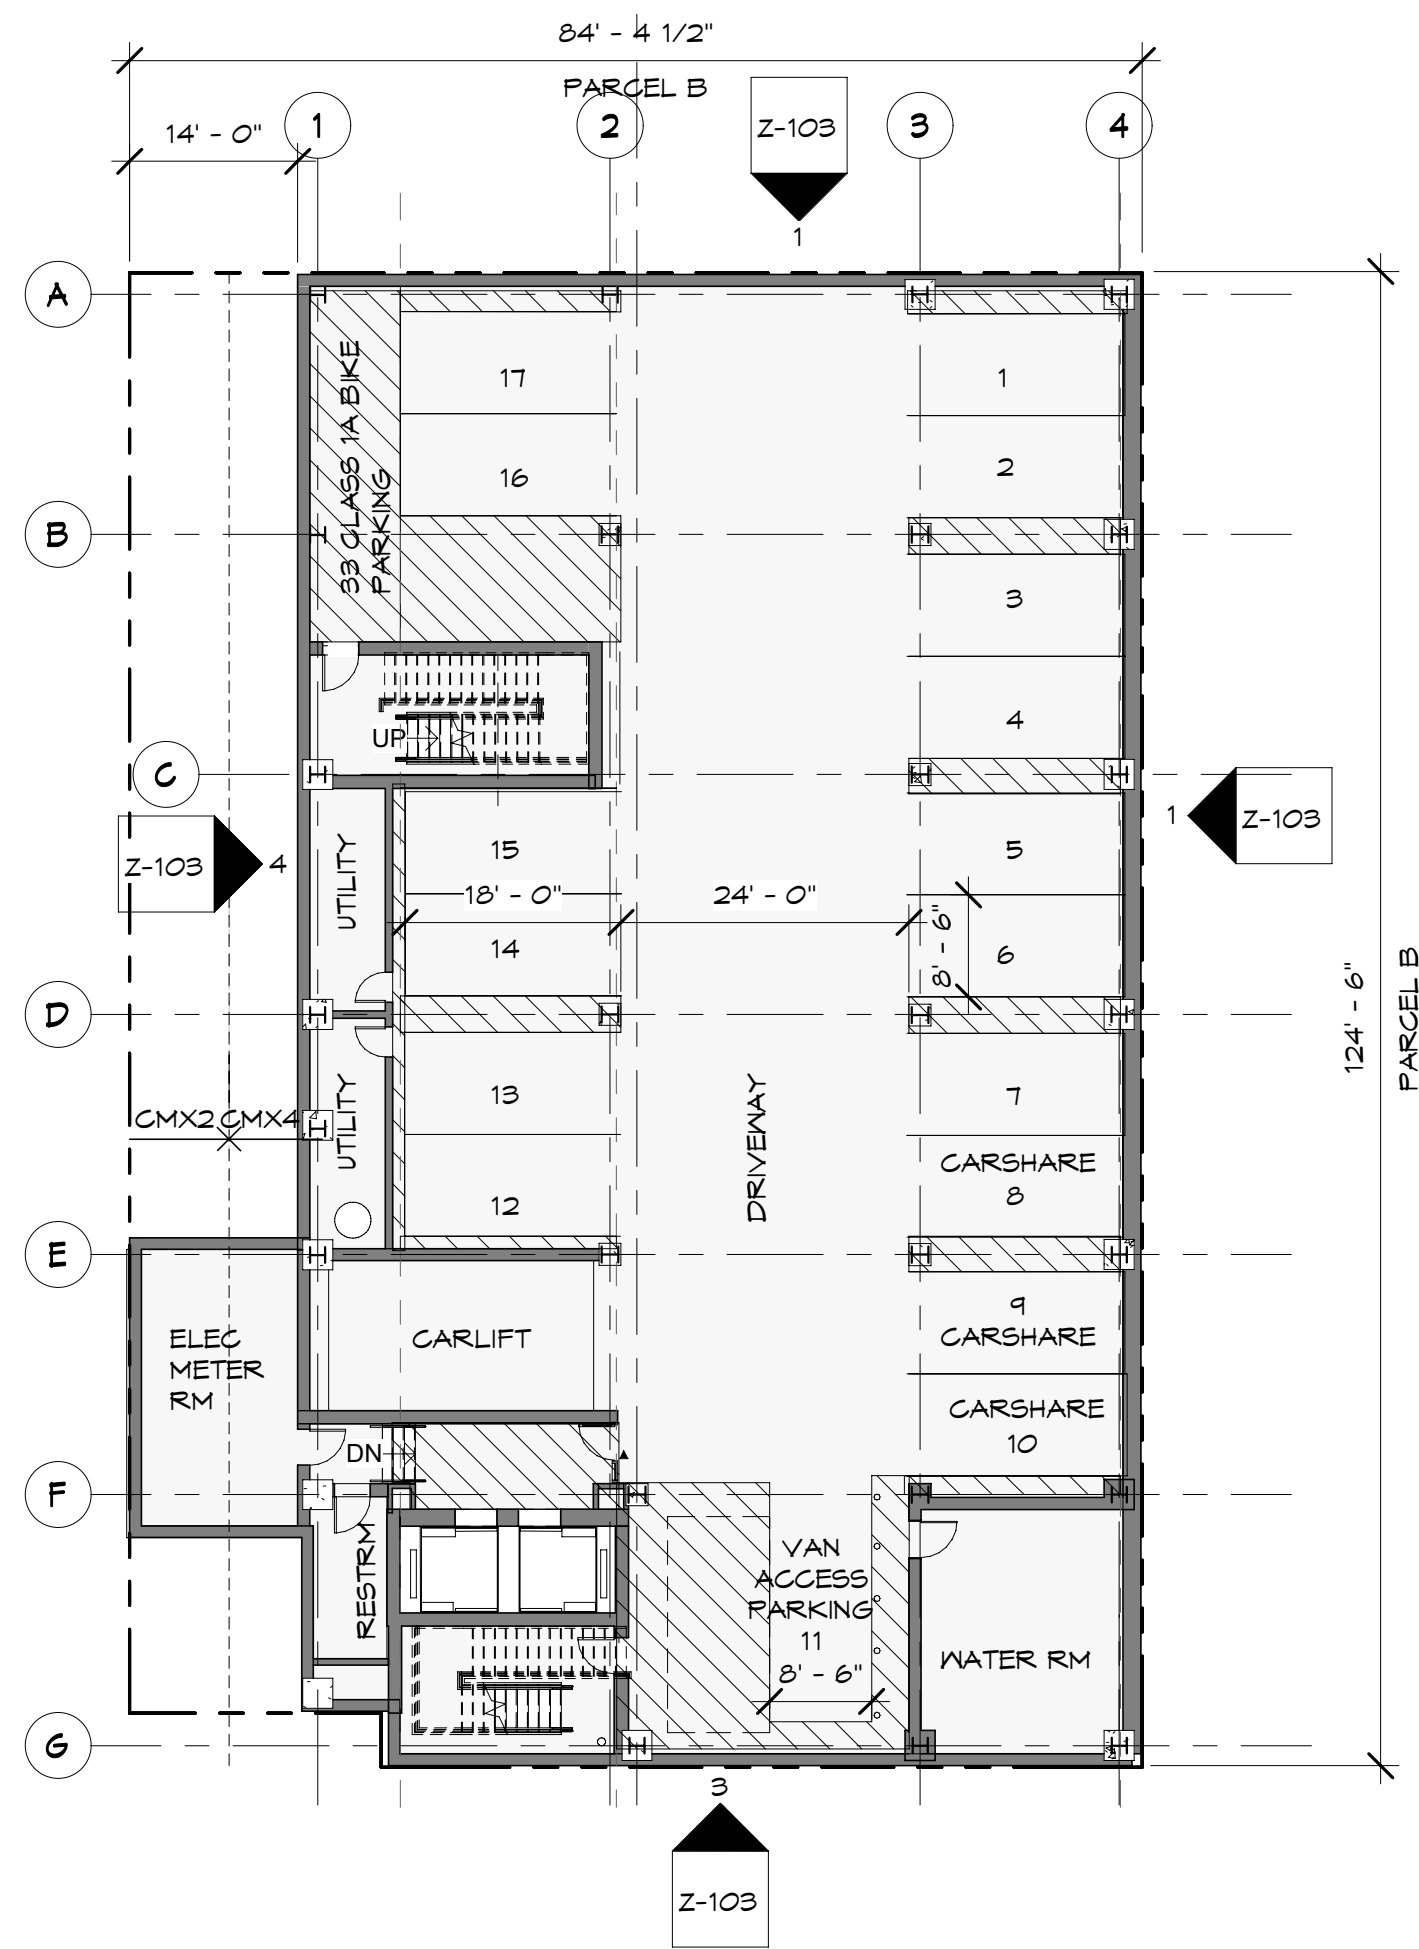 84' - 4 1/2"
PARCEL B
14' - 0"
1
2
3
4
Z-103
1
A
17
1
33 CLASS 1A BIKE
PARKING
16
2
B
3
4
UP
C
Z-103
4
UTILITY
15
5
1
Z-103
18' - 0"
24' - 0"
8' - 6"
14
6
D
124' - 6"
PARCEL B
CMX2
CMX4
UTILITY
13
DRIVEWAY
7
CARSHARE
8
12
E
ELEC
METER
RM
CARLIFT
9
CARSHARE
CARSHARE
10
DN
F
RESTRM
VAN
ACCESS
PARKING
11
8' - 6"
WATER RM
G
3
Z-103